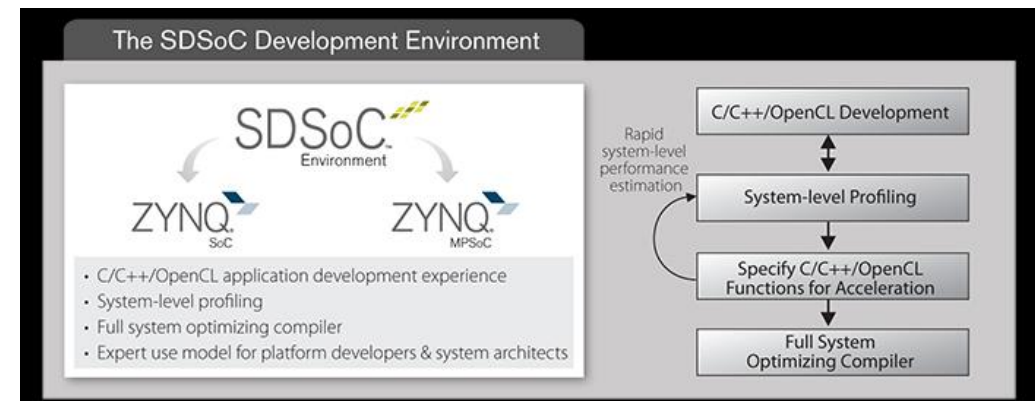 The SDSoC Development Environment
SDSoC™
Environment
ZYNQ®
SoC
ZYNQ®
MPSoC
• C/C++/OpenCL application development experience
• System-level profiling
• Full system optimizing compiler
• Expert use model for platform developers & system architects
Rapid
system-level
performance
estimation
C/C++/OpenCL Development
System-level Profiling
Specify C/C++/OpenCL
Functions for Acceleration
Full System
Optimizing Compiler